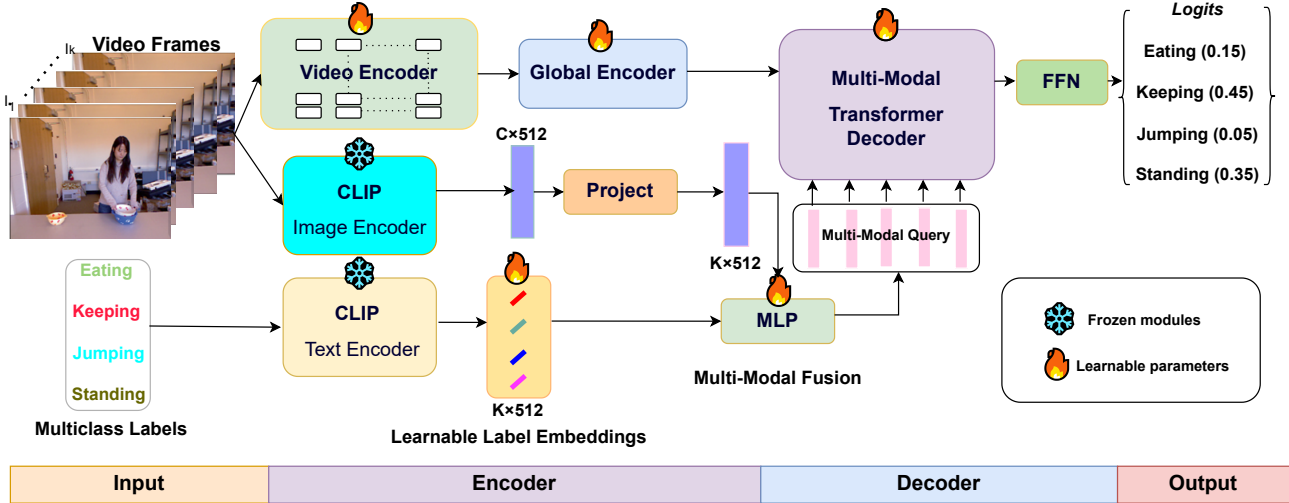 Video Frames
I₁
Iₖ
Video Encoder
Global Encoder
Multi-Modal
Transformer
Decoder
FFN
Logits
Eating (0.15)
Keeping (0.45)
Jumping (0.05)
Standing (0.35)
CLIP
Image Encoder
C×512
Project
K×512
Multi-Modal Query
Eating
Keeping
Jumping
Standing
Multiclass Labels
CLIP
Text Encoder
K×512
Learnable Label Embeddings
MLP
Multi-Modal Fusion
Frozen modules
Learnable parameters
Input
Encoder
Decoder
Output